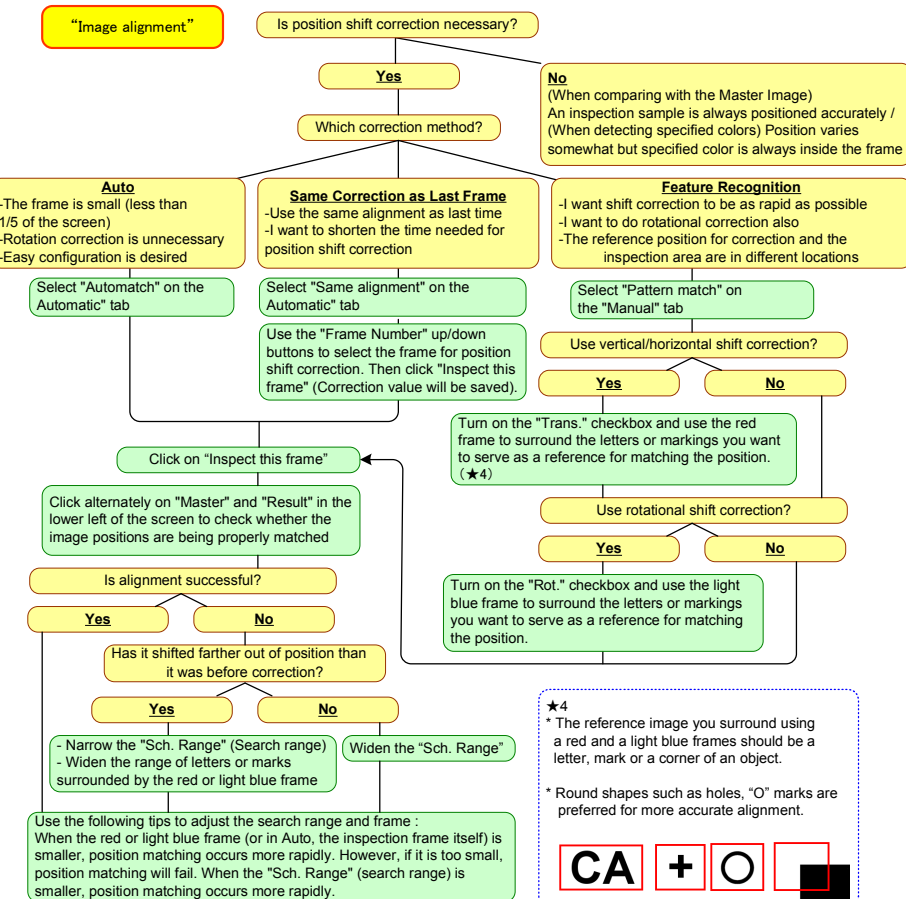 “Image alignment”
Is position shift correction necessary?
Yes
No
(When comparing with the Master Image)
An inspection sample is always positioned accurately /
(When detecting specified colors) Position varies
somewhat but specified color is always inside the frame
Which correction method?
Auto
-The frame is small (less than
1/5 of the screen)
-Rotation correction is unnecessary
-Easy configuration is desired
Same Correction as Last Frame
-Use the same alignment as last time
-I want to shorten the time needed for
position shift correction
Feature Recognition
-I want shift correction to be as rapid as possible
-I want to do rotational correction also
-The reference position for correction and the
inspection area are in different locations
Select "Automatch" on the
Automatic" tab
Select "Same alignment" on the
Automatic" tab
Use the "Frame Number" up/down
buttons to select the frame for position
shift correction. Then click "Inspect this
frame" (Correction value will be saved).
Select "Pattern match" on
the "Manual" tab
Use vertical/horizontal shift correction?
Yes
No
Turn on the "Trans." checkbox and use the red
frame to surround the letters or markings you want
to serve as a reference for matching the position.
(★4)
Use rotational shift correction?
Yes
No
Turn on the "Rot." checkbox and use the light
blue frame to surround the letters or markings
you want to serve as a reference for matching
the position.
Click on “Inspect this frame”
Click alternately on "Master" and "Result" in the
lower left of the screen to check whether the
image positions are being properly matched
Is alignment successful?
Yes
No
Has it shifted farther out of position than
it was before correction?
Yes
No
- Narrow the "Sch. Range" (Search range)
- Widen the range of letters or marks
surrounded by the red or light blue frame
Widen the “Sch. Range”
Use the following tips to adjust the search range and frame :
When the red or light blue frame (or in Auto, the inspection frame itself) is
smaller, position matching occurs more rapidly. However, if it is too small,
position matching will fail. When the "Sch. Range" (search range) is
smaller, position matching occurs more rapidly.
★4
* The reference image you surround using
a red and a light blue frames should be a
letter, mark or a corner of an object.
* Round shapes such as holes, “O” marks are
preferred for more accurate alignment.
CA + O